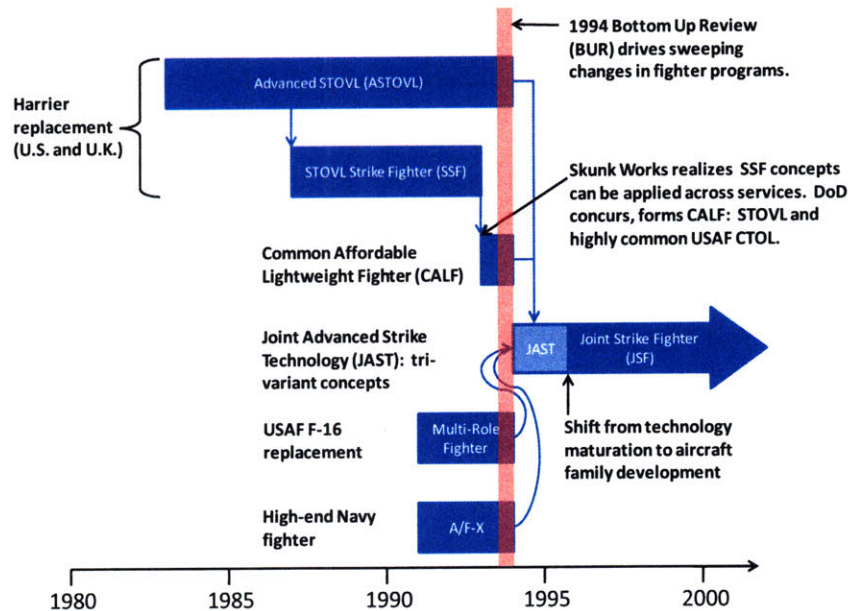 1994 Bottom Up Review
(BUR) drives sweeping
changes in fighter programs.
Advanced STOVL (ASTOVL)
Harrier
replacement
(U.S. and U.K.)
STOVL Strike Fighter (SSF)
Skunk Works realizes SSF concepts
can be applied across services. DoD
concurs, forms CALF: STOVL and
highly common USAF CTOL.
Common Affordable
Lightweight Fighter (CALF)
Joint Advanced Strike
Technology (JAST): tri-
variant concepts
JAST
Joint Strike Fighter
(JSF)
USAF F-16
replacement
Multi-Role
Fighter
Shift from technology
maturation to aircraft
family development
High-end Navy
fighter
A/F-X
1980 1985 1990 1995 2000